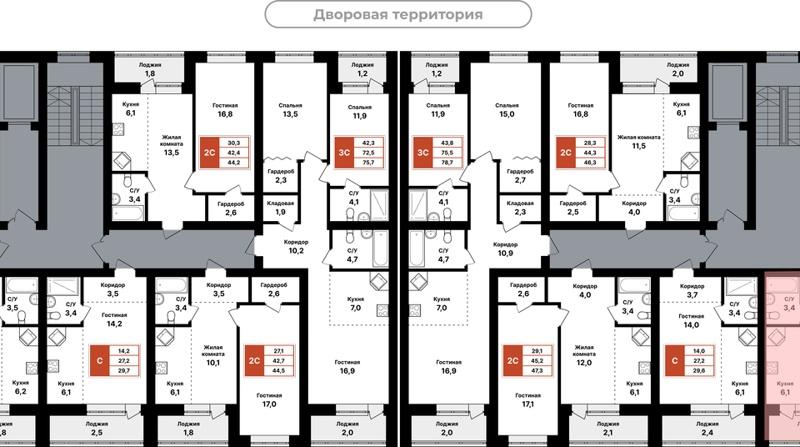 Дворовая территория
Лоджия
1,8
Кухня
6,1
Жилая
комната
13,5
С/У
3,4
Гостиная
16,8
2С
30,3
42,4
44,2
Гардероб
2,6
Спальня
13,5
Гардероб
2,3
Кладовая
1,9
Лоджия
1,2
Спальня
11,9
3С
42,3
72,5
75,7
С/У
4,1
Коридор
10,2
С/У
4,7
Кухня
7,0
Гостиная
16,9
Лоджия
2,0
Лоджия
1,2
Спальня
11,9
3С
43,8
75,5
78,7
С/У
4,1
Спальня
15,0
Гардероб
2,7
Кладовая
2,3
Коридор
10,9
С/У
4,7
Кухня
7,0
Гостиная
16,9
Лоджия
2,0
Гостиная
16,8
2С
28,3
44,3
46,3
Гардероб
2,5
Лоджия
2,0
Кухня
6,1
Жилая комната
11,5
С/У
3,4
Коридор
4,0
С/У
3,5
Кухня
6,2
Лоджия
С/У
3,4
Коридор
3,5
Гостиная
14,2
С
14,2
27,2
29,7
Кухня
6,1
Лоджия
2,5
С/У
3,4
Коридор
3,5
Жилая
комната
10,1
Кухня
6,1
Лоджия
1,8
Гардероб
2,6
2С
27,1
42,7
44,5
Гостиная
17,0
Гардероб
2,6
2С
29,1
45,2
47,3
Гостиная
17,1
Коридор
4,0
С/У
3,4
Жилая
комната
12,0
Кухня
6,1
Лоджия
2,1
Коридор
3,7
Гостиная
14,0
С/У
3,4
С
14,0
27,2
29,6
Кухня
6,1
Лоджия
2,4
С/У
3,4
Кухня
6,1